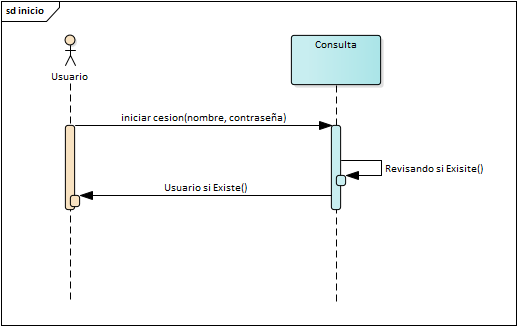 sd inicio
Usuario
Consulta
iniciar cesion(nombre, contraseña)
Revisando si Exisite()
Usuario si Existe()